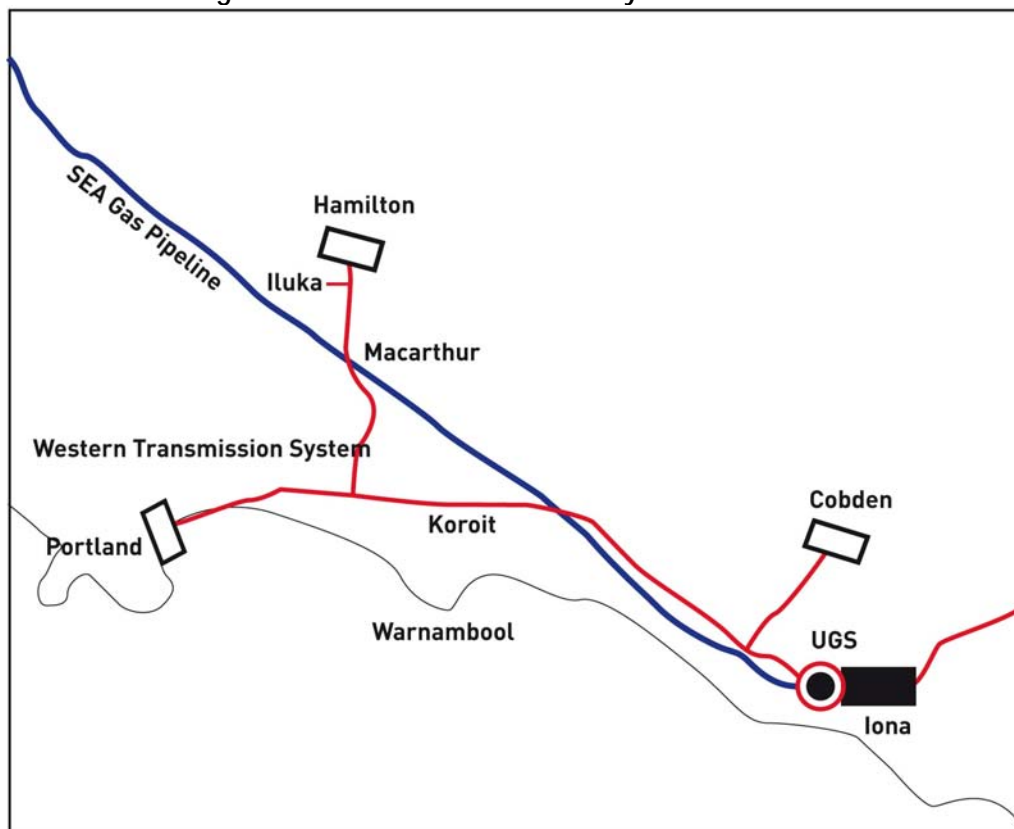 SEA Gas Pipeline
Hamilton
Iluka
Macarthur
Western Transmission System
Cobden
Koroit
Portland
Warnambool
UGS
Iona